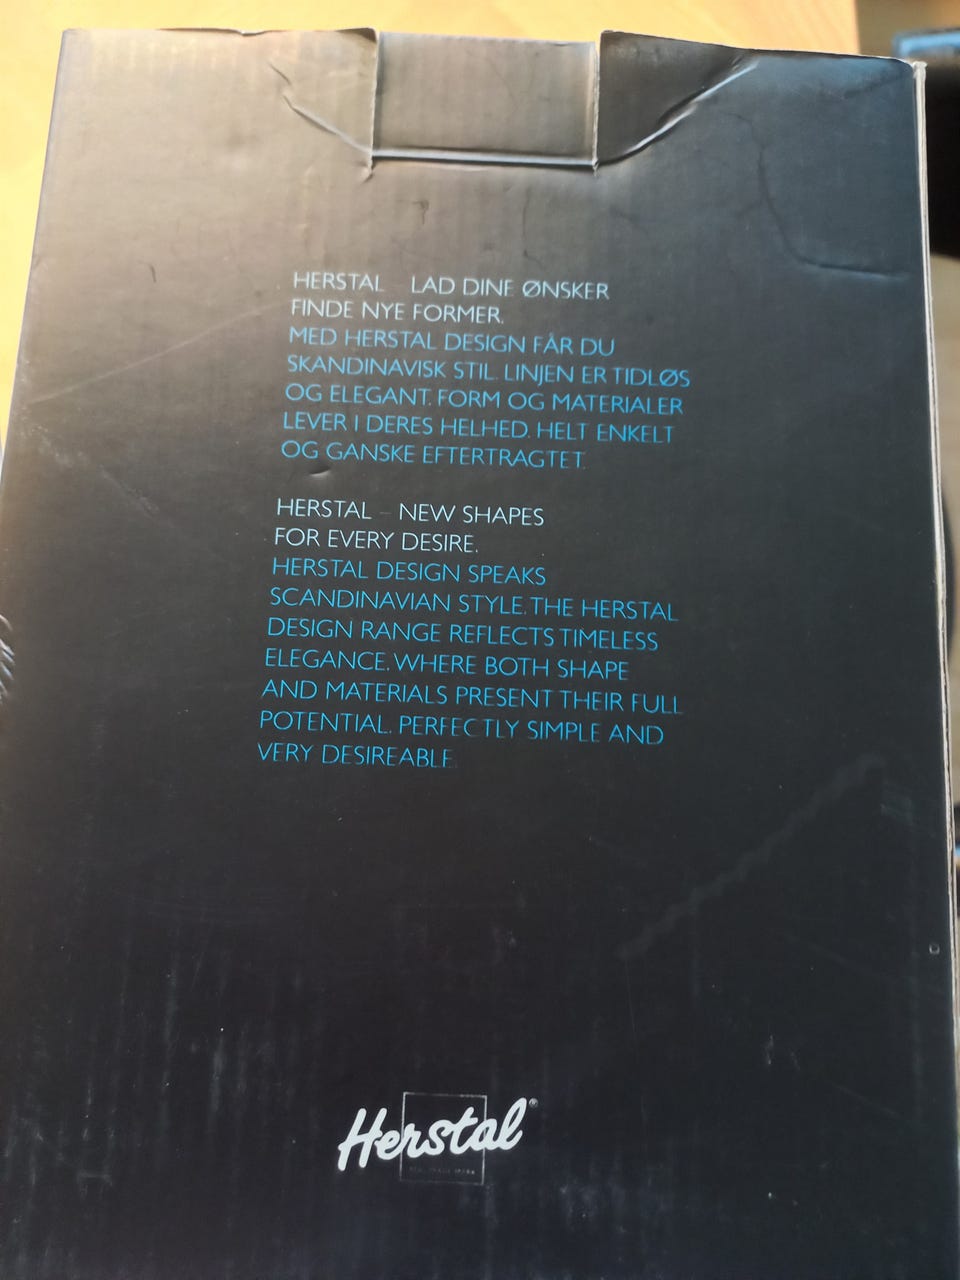 HERSTAL – LAD DINE ØNSKER
FINDE NYE FORMER.
MED HERSTAL DESIGN FÅR DU
SKANDINAVISK STIL. LINJEN ER TIDLØS
OG ELEGANT. FORM OG MATERIALER
LEVER I DERES HELHED. HELT ENKELT
OG GANSKE EFTERTRAGTET.
HERSTAL – NEW SHAPES
FOR EVERY DESIRE.
HERSTAL DESIGN SPEAKS
SCANDINAVIAN STYLE. THE HERSTAL
DESIGN RANGE REFLECTS TIMELESS
ELEGANCE. WHERE BOTH SHAPE
AND MATERIALS PRESENT THEIR FULL
POTENTIAL. PERFECTLY SIMPLE AND
VERY DESIREABLE.
Herstal®